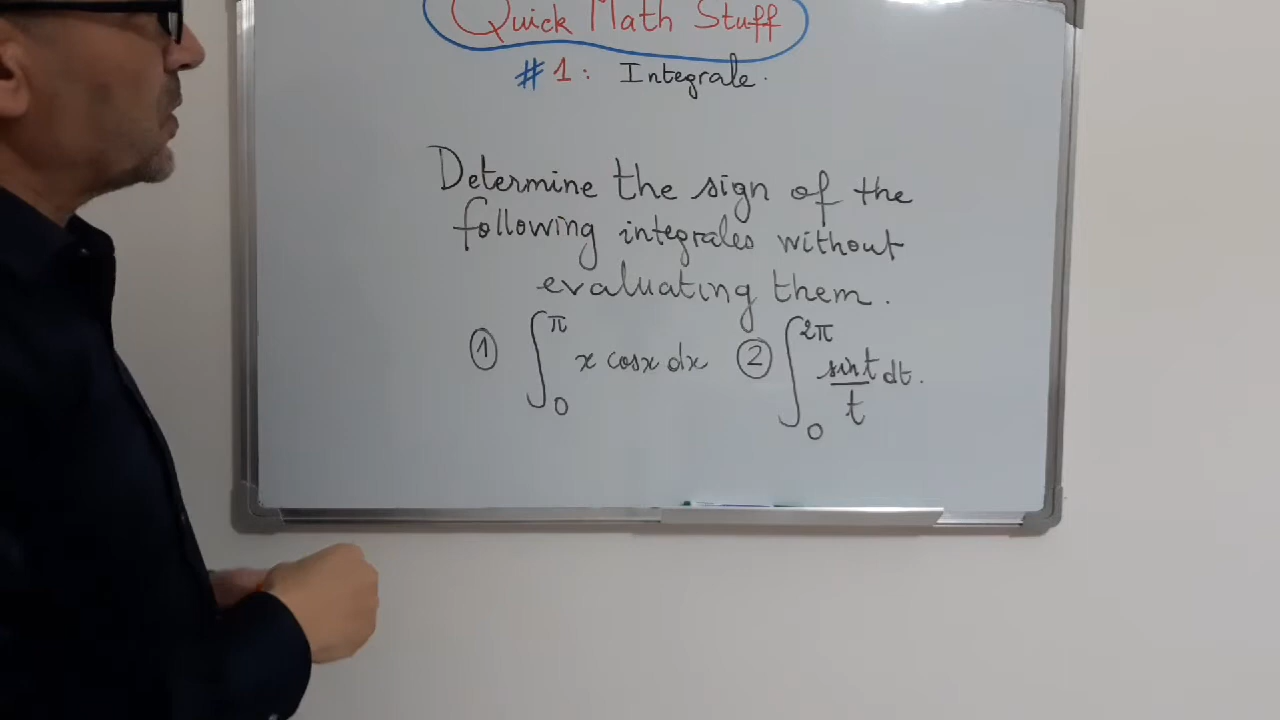 Quick Math Stuff
#1: Integrale.
Determine the sign of the
following integrales without
evaluating them.
① ∫₀^π x cosx dx ② ∫₀^2π sint/t dt.